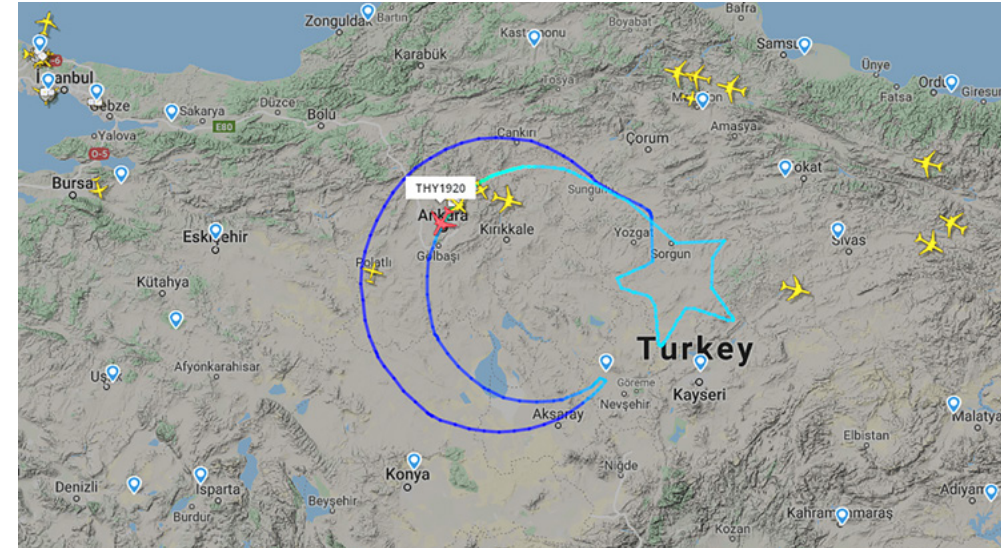 Bafra
Zonguldak
Bartın
Boyabat
Kastamonu
Samsun
Karabük
Ünye
Ordu
Giresun
İstanbul
Tosya
Merzifon
Fatsa
Gebze
Sakarya
Düzce
Bolu
E80
Amasya
Yalova
Çankırı
Çorum
O-5
Tokat
Bursa
THY1920
Sungurlu
Ankara
Kırıkkale
Yozgat
Sivas
Eskişehir
Gölbaşı
Sorgun
Polatlı
Kütahya
Turkey
Afyonkarahisar
Uşak
Göreme
Kayseri
Nevşehir
Aksaray
Malatya
Elbistan
Konya
Niğde
Denizli
Isparta
Adıyaman
Beyşehir
Burdur
Kahramanmaraş
Kozan